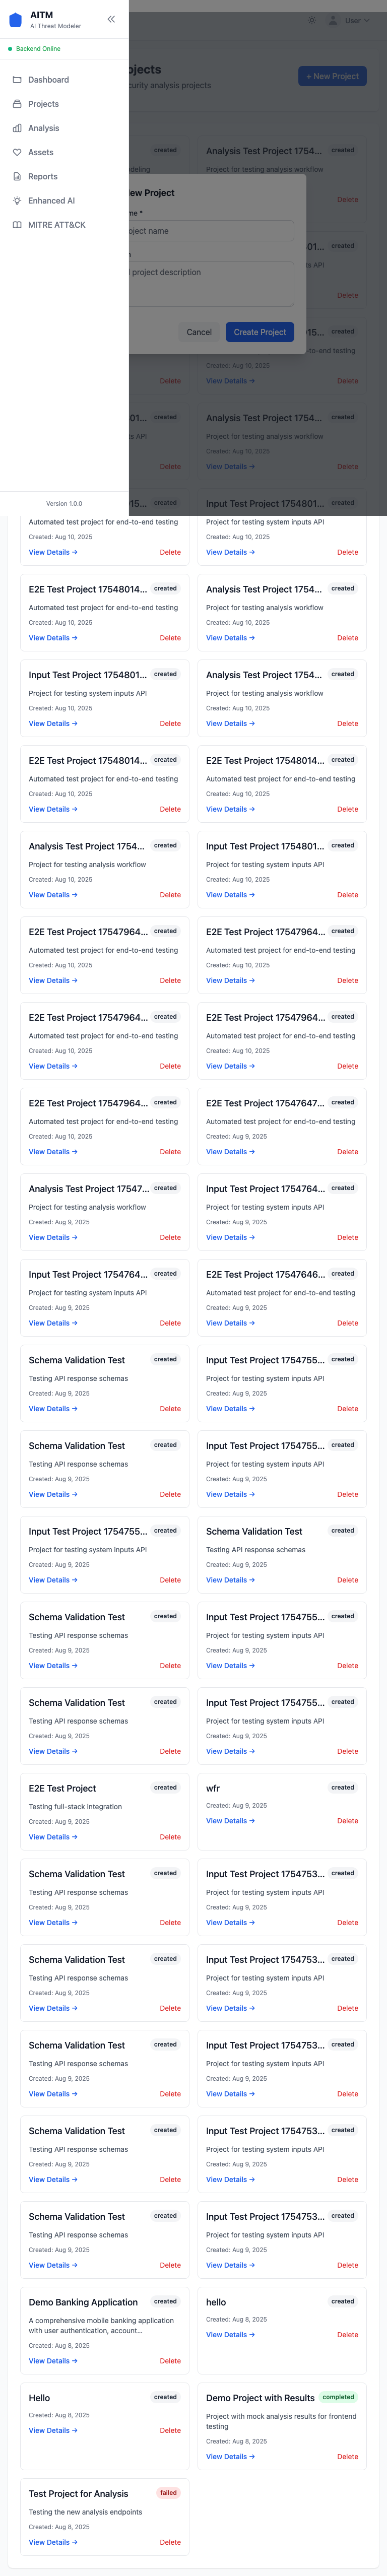 AITM
AI Threat Modeler
Backend Online
Dashboard
Projects
Analysis
Assets
Reports
Enhanced AI
MITRE ATT&CK
Version 1.0.0
User
ojects
curity analysis projects
+ New Project
created
Analysis Test Project 1754...
created
deling
Project for testing analysis workflow
Delete
ew Project
me *
oject name
project description
Cancel
Create Project
Created: Aug 10, 2025
Delete
View Details →
Delete
created
Analysis Test Project 1754...
created
s API
Project for testing analysis workflow
Created: Aug 10, 2025
Delete
View Details →
Delete
created
Input Test Project 1754801...
created
Automated test project for end-to-end testing
Project for testing system inputs API
Created: Aug 10, 2025
Created: Aug 10, 2025
View Details →
Delete
View Details →
Delete
E2E Test Project 17548014...
created
Analysis Test Project 1754...
created
Automated test project for end-to-end testing
Project for testing analysis workflow
Created: Aug 10, 2025
Created: Aug 10, 2025
View Details →
Delete
View Details →
Delete
Input Test Project 1754801...
created
Analysis Test Project 1754...
created
Project for testing system inputs API
Project for testing analysis workflow
Created: Aug 10, 2025
Created: Aug 10, 2025
View Details →
Delete
View Details →
Delete
E2E Test Project 17548014...
created
E2E Test Project 17548014...
created
Automated test project for end-to-end testing
Automated test project for end-to-end testing
Created: Aug 10, 2025
Created: Aug 10, 2025
View Details →
Delete
View Details →
Delete
Analysis Test Project 1754...
created
Input Test Project 1754801...
created
Project for testing analysis workflow
Project for testing system inputs API
Created: Aug 10, 2025
Created: Aug 10, 2025
View Details →
Delete
View Details →
Delete
E2E Test Project 17547964...
created
E2E Test Project 17547964...
created
Automated test project for end-to-end testing
Automated test project for end-to-end testing
Created: Aug 10, 2025
Created: Aug 10, 2025
View Details →
Delete
View Details →
Delete
E2E Test Project 17547964...
created
E2E Test Project 17547964...
created
Automated test project for end-to-end testing
Automated test project for end-to-end testing
Created: Aug 10, 2025
Created: Aug 10, 2025
View Details →
Delete
View Details →
Delete
E2E Test Project 17547964...
created
E2E Test Project 17547647...
created
Automated test project for end-to-end testing
Automated test project for end-to-end testing
Created: Aug 10, 2025
Created: Aug 9, 2025
View Details →
Delete
View Details →
Delete
Analysis Test Project 17547...
created
Input Test Project 1754764...
created
Project for testing analysis workflow
Project for testing system inputs API
Created: Aug 9, 2025
Created: Aug 9, 2025
View Details →
Delete
View Details →
Delete
Input Test Project 1754764...
created
E2E Test Project 17547646...
created
Project for testing system inputs API
Automated test project for end-to-end testing
Created: Aug 9, 2025
Created: Aug 9, 2025
View Details →
Delete
View Details →
Delete
Schema Validation Test
created
Input Test Project 1754755...
created
Testing API response schemas
Project for testing system inputs API
Created: Aug 9, 2025
Created: Aug 9, 2025
View Details →
Delete
View Details →
Delete
Schema Validation Test
created
Input Test Project 1754755...
created
Testing API response schemas
Project for testing system inputs API
Created: Aug 9, 2025
Created: Aug 9, 2025
View Details →
Delete
View Details →
Delete
Input Test Project 1754755...
created
Schema Validation Test
created
Project for testing system inputs API
Testing API response schemas
Created: Aug 9, 2025
Created: Aug 9, 2025
View Details →
Delete
View Details →
Delete
Schema Validation Test
created
Input Test Project 1754755...
created
Testing API response schemas
Project for testing system inputs API
Created: Aug 9, 2025
Created: Aug 9, 2025
View Details →
Delete
View Details →
Delete
Schema Validation Test
created
Input Test Project 1754755...
created
Testing API response schemas
Project for testing system inputs API
Created: Aug 9, 2025
Created: Aug 9, 2025
View Details →
Delete
View Details →
Delete
E2E Test Project
created
wfr
created
Testing full-stack integration
Created: Aug 9, 2025
Created: Aug 9, 2025
View Details →
Delete
View Details →
Delete
Schema Validation Test
created
Input Test Project 1754753...
created
Testing API response schemas
Project for testing system inputs API
Created: Aug 9, 2025
Created: Aug 9, 2025
View Details →
Delete
View Details →
Delete
Schema Validation Test
created
Input Test Project 1754753...
created
Testing API response schemas
Project for testing system inputs API
Created: Aug 9, 2025
Created: Aug 9, 2025
View Details →
Delete
View Details →
Delete
Schema Validation Test
created
Input Test Project 1754753...
created
Testing API response schemas
Project for testing system inputs API
Created: Aug 9, 2025
Created: Aug 9, 2025
View Details →
Delete
View Details →
Delete
Schema Validation Test
created
Input Test Project 1754753...
created
Testing API response schemas
Project for testing system inputs API
Created: Aug 9, 2025
Created: Aug 9, 2025
View Details →
Delete
View Details →
Delete
Schema Validation Test
created
Input Test Project 1754753...
created
Testing API response schemas
Project for testing system inputs API
Created: Aug 9, 2025
Created: Aug 9, 2025
View Details →
Delete
View Details →
Delete
Demo Banking Application
created
hello
created
A comprehensive mobile banking application
with user authentication, account...
Created: Aug 8, 2025
Created: Aug 8, 2025
View Details →
Delete
View Details →
Delete
Hello
created
Demo Project with Results
completed
Created: Aug 8, 2025
Project with mock analysis results for frontend
testing
View Details →
Delete
Created: Aug 8, 2025
View Details →
Delete
Test Project for Analysis
failed
Testing the new analysis endpoints
Created: Aug 8, 2025
View Details →
Delete